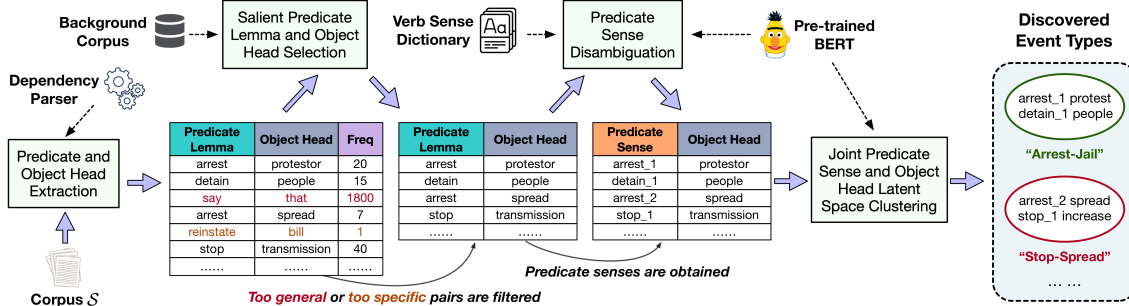 Background
Corpus
Salient Predicate
Lemma and Object
Head Selection
Verb Sense
Dictionary
Aa
Predicate
Sense
Disambiguation
Pre-trained
BERT
Discovered
Event Types
Dependency
Parser
Predicate and
Object Head
Extraction
Corpus 𝒮
Predicate Lemma Object Head Freq
arrest protestor 20
detain people 15
say that 1800
arrest spread 7
reinstate bill 1
stop transmission 40
...... ...... ......
Too general or too specific pairs are filtered
Predicate Lemma Object Head
arrest protestor
detain people
arrest spread
stop transmission
...... ......
Predicate Sense Object Head
arrest_1 protestor
detain_1 people
arrest_2 spread
stop_1 transmission
...... ......
Predicate senses are obtained
Joint Predicate
Sense and Object
Head Latent
Space Clustering
arrest_1 protest
detain_1 people
“Arrest-Jail”
arrest_2 spread
stop_1 increase
“Stop-Spread”
... ...